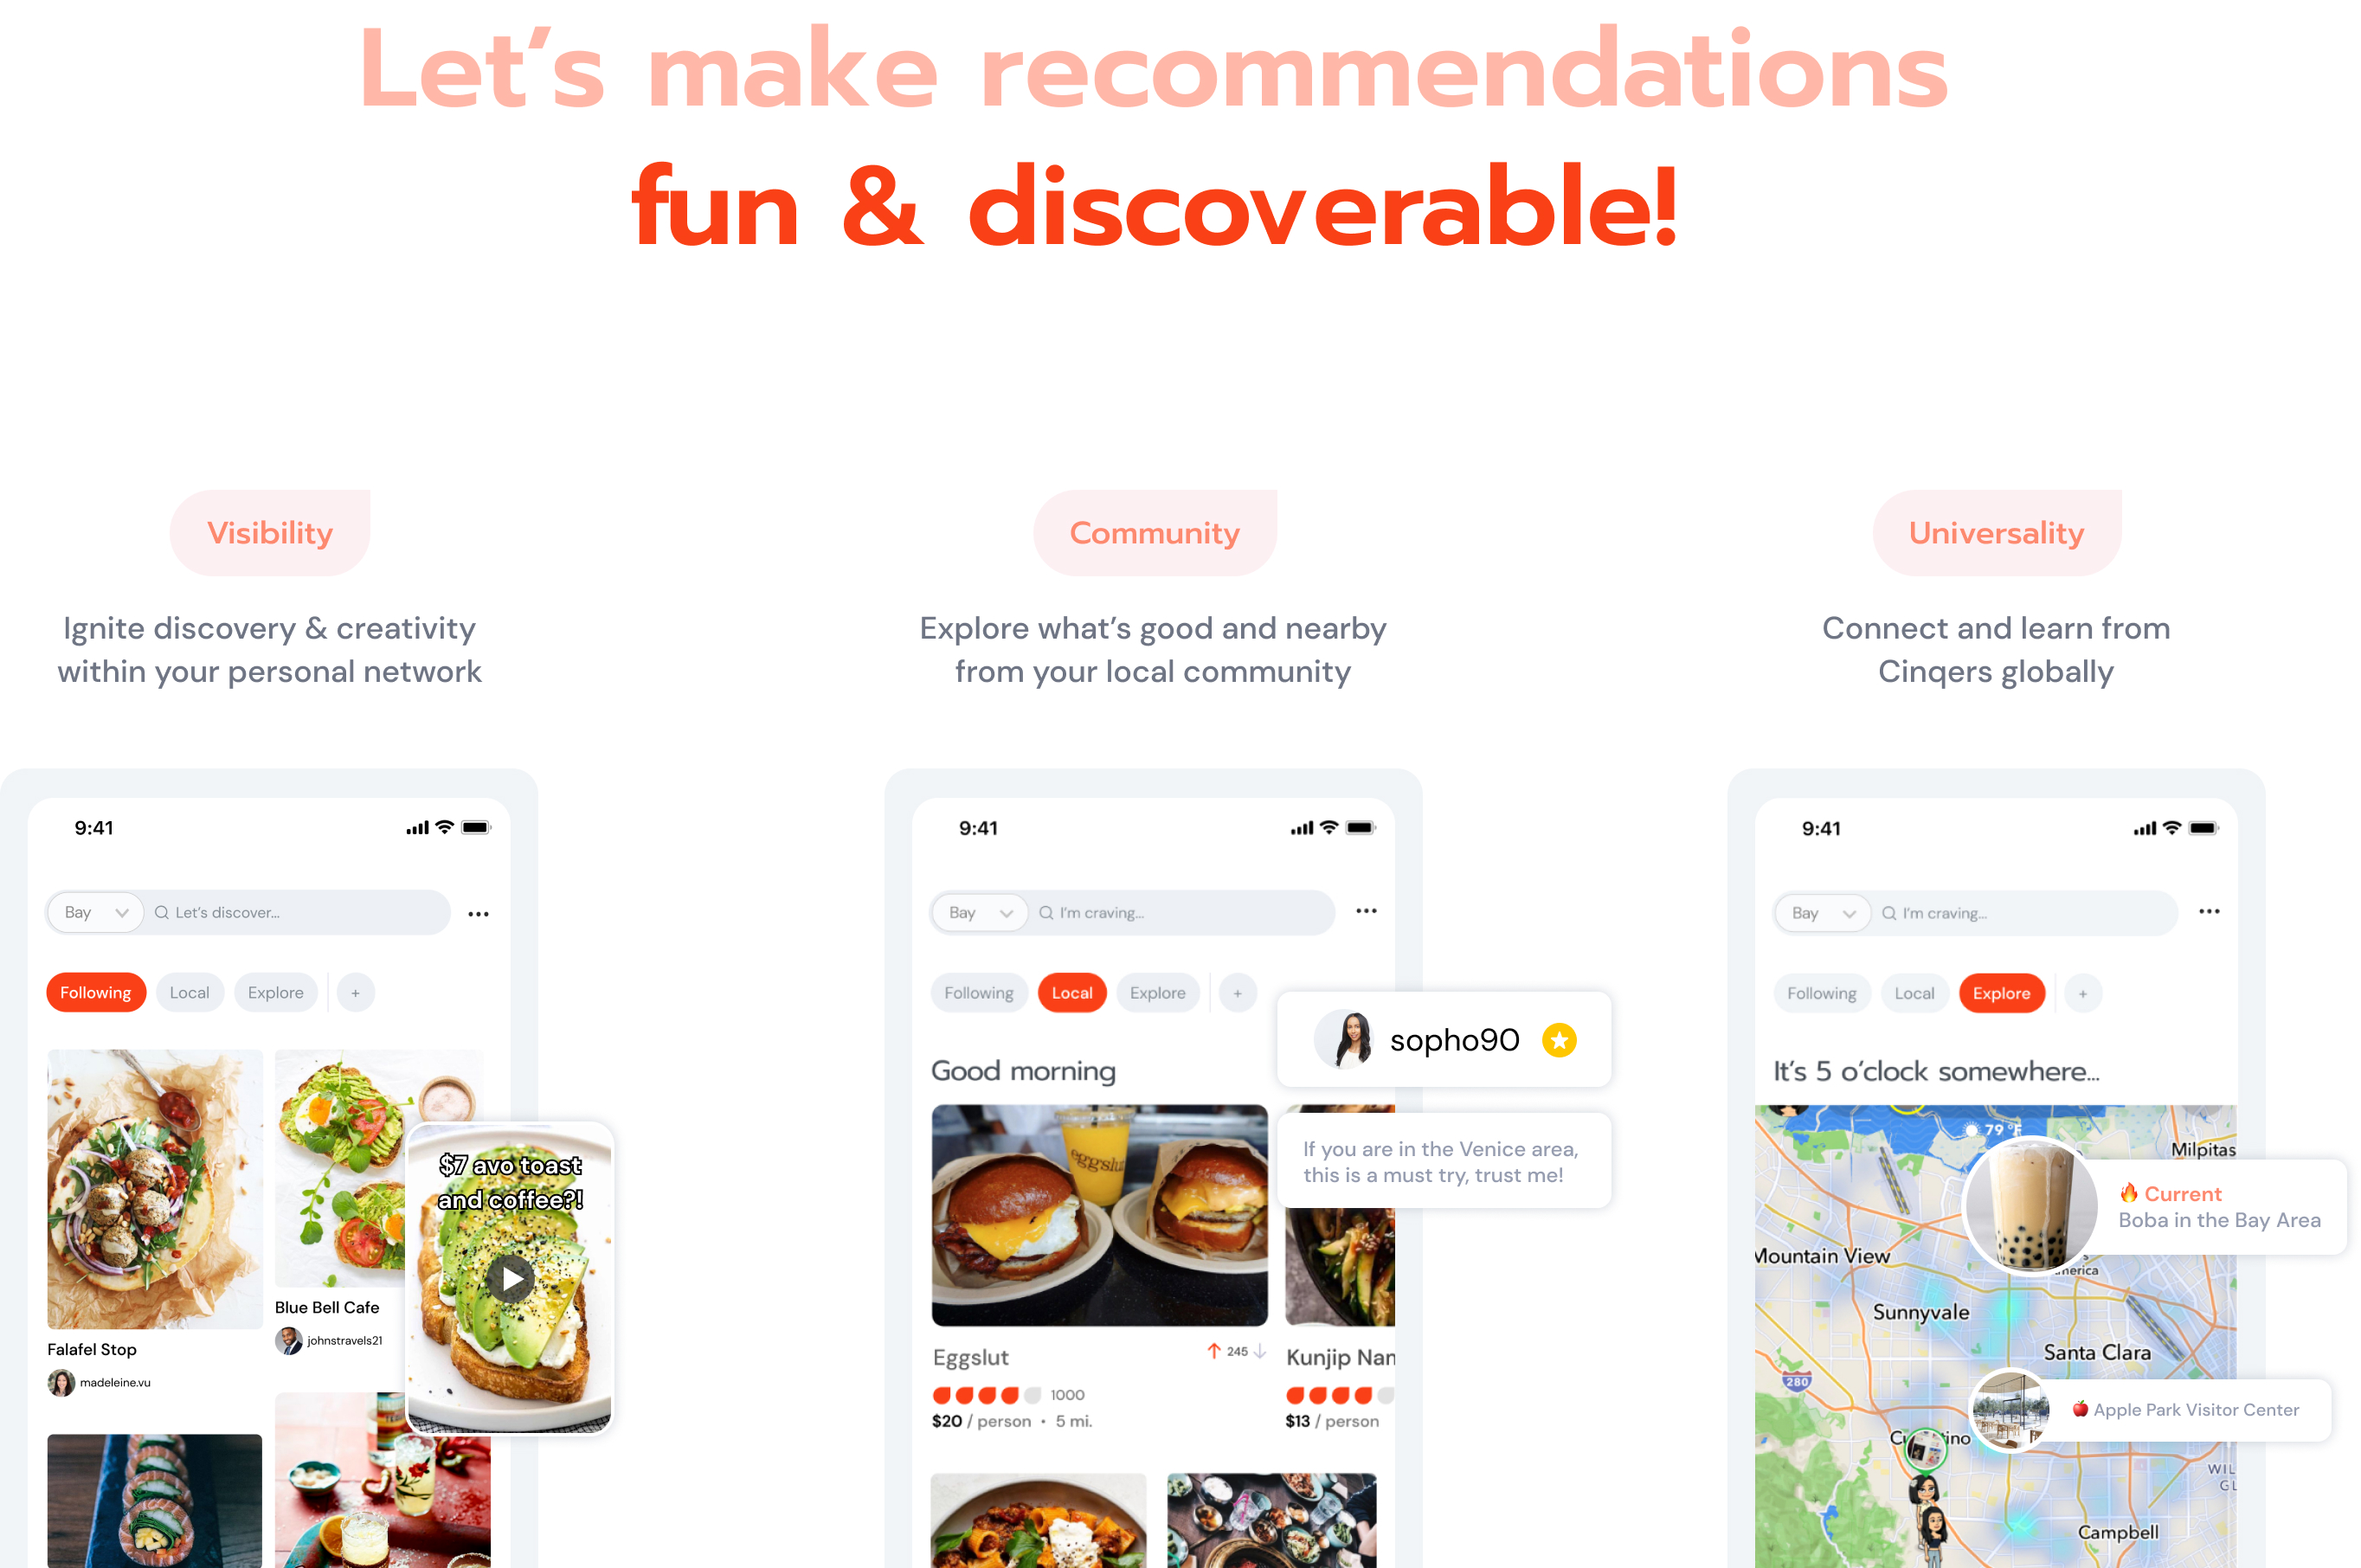 Let's make recommendations
fun & discoverable!
Visibility
Ignite discovery & creativity
within your personal network
9:41
Bay
Let's discover...
Following
Local
Explore
+
$7 avo toast
and coffee?!
Falafel Stop
madeleine.vu
Blue Bell Cafe
johnstravels21
Community
Explore what's good and nearby
from your local community
9:41
Bay
I'm craving...
Following
Local
Explore
+
sopho90
Good morning
If you are in the Venice area,
this is a must try, trust me!
eggslut
Eggslut
245
1000
$20 / person • 5 mi.
Kunjip Nam
$13 / person
Universality
Connect and learn from
Cinqers globally
9:41
Bay
I'm craving...
Following
Local
Explore
+
It's 5 o'clock somewhere...
79 °F
Milpitas
🔥 Current
Boba in the Bay Area
Mountain View
merica
Sunnyvale
Santa Clara
280
🍎 Apple Park Visitor Center
Cu tino
WIL
GL
Campbell